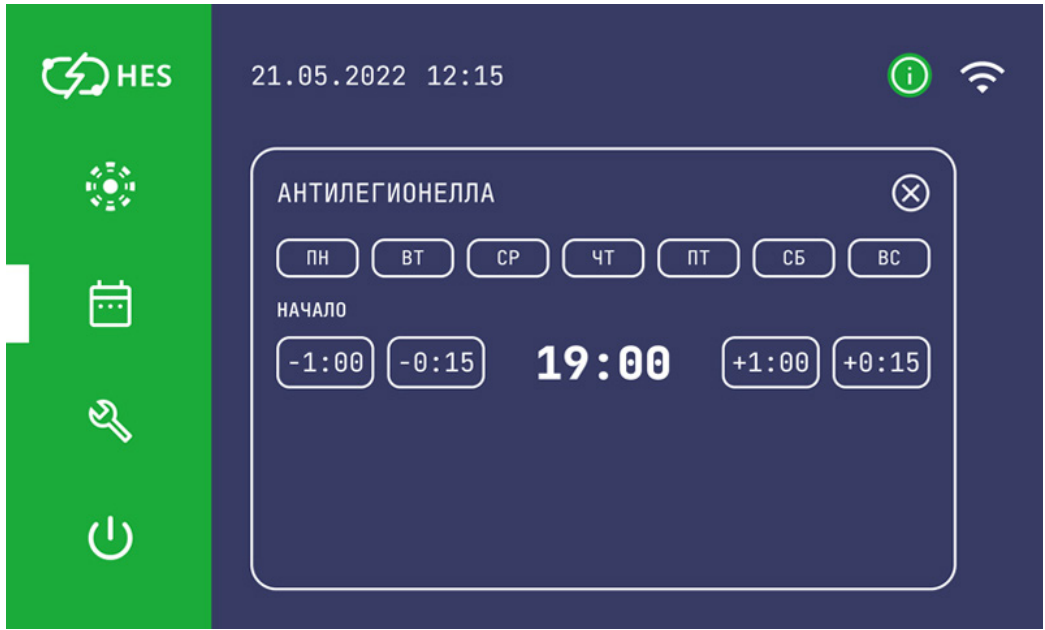 HES
21.05.2022 12:15
АНТИЛЕГИОНЕЛЛА
ПН ВТ СР ЧТ ПТ СБ ВС
НАЧАЛО
-1:00 -0:15 19:00 +1:00 +0:15